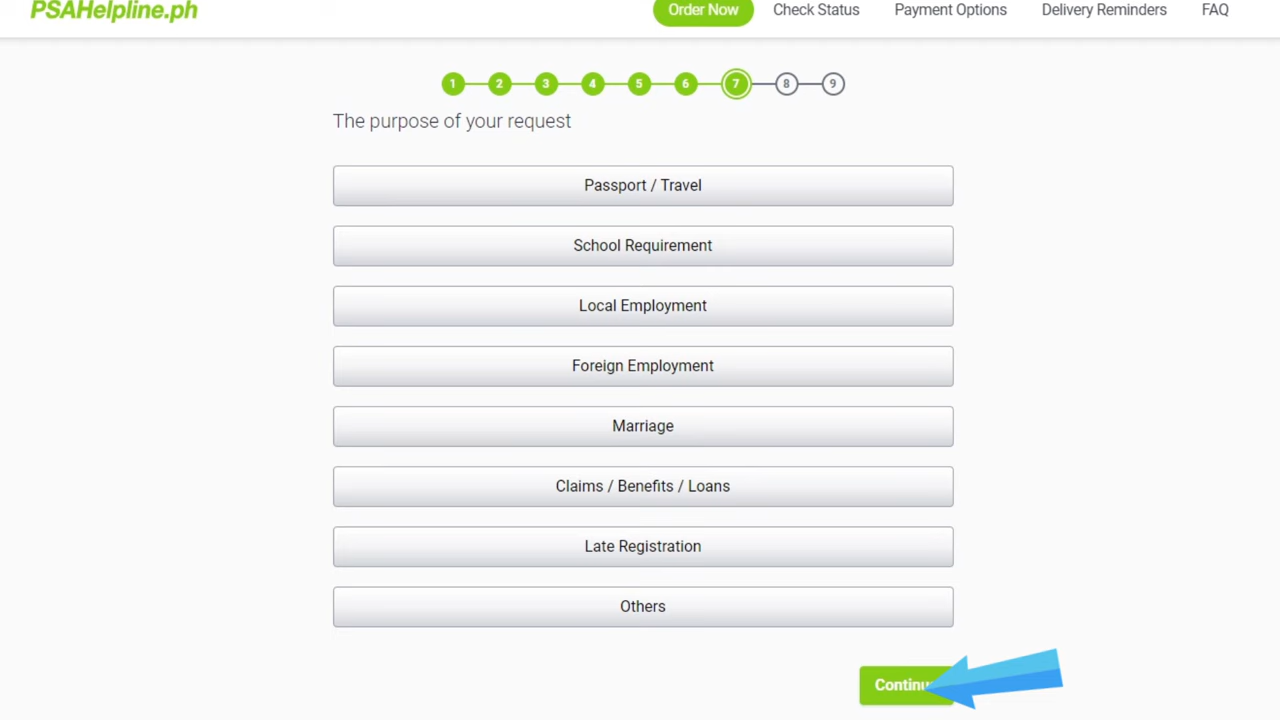 PSAHelpline.ph
Order Now
Check Status
Payment Options
Delivery Reminders
FAQ
1 2 3 4 5 6 7 8 9
The purpose of your request
Passport / Travel
School Requirement
Local Employment
Foreign Employment
Marriage
Claims / Benefits / Loans
Late Registration
Others
Continu